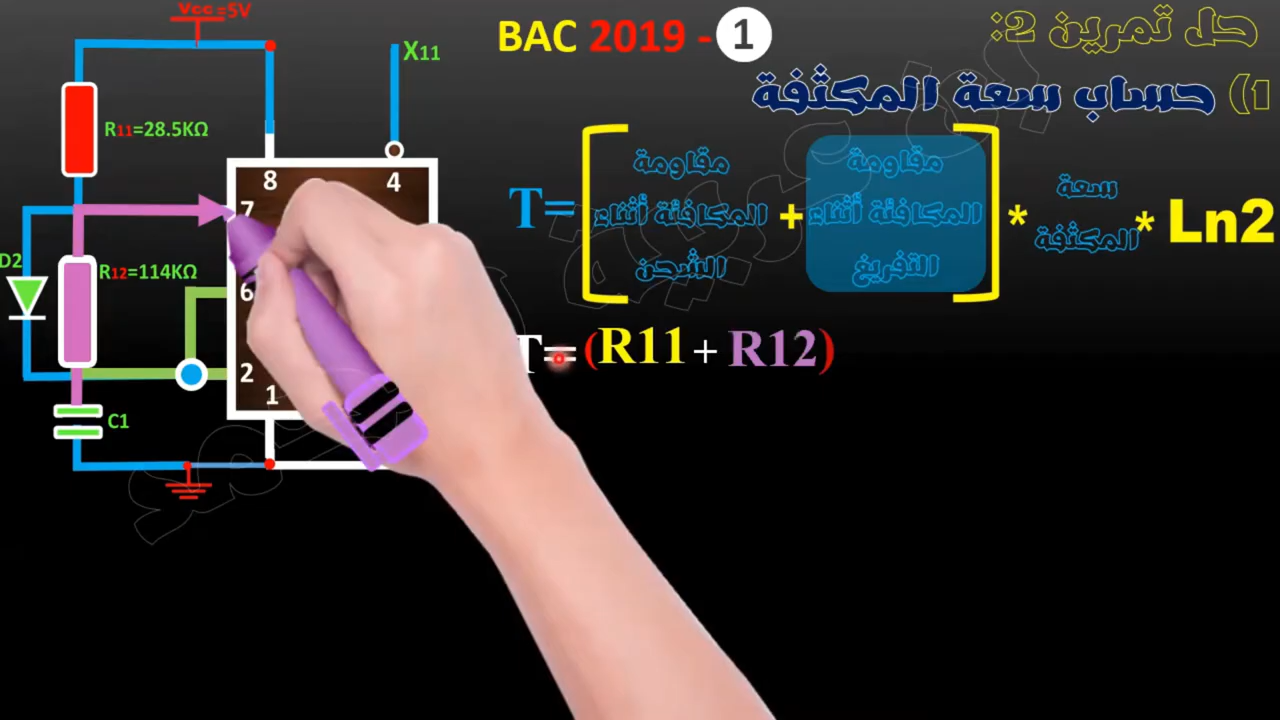 Vcc =5V
BAC 2019 - 1
حل تمرين 2:
1) حساب سعة المكثفة
X11
R11=28.5KΩ
8
4
7
T= [مقاومة المكافئة أثناء الشحن + مقاومة المكافئة أثناء التفريغ] * سعة المكثفة * Ln2
D2
R12=114KΩ
6
T= (R11 + R12)
2
1
C1